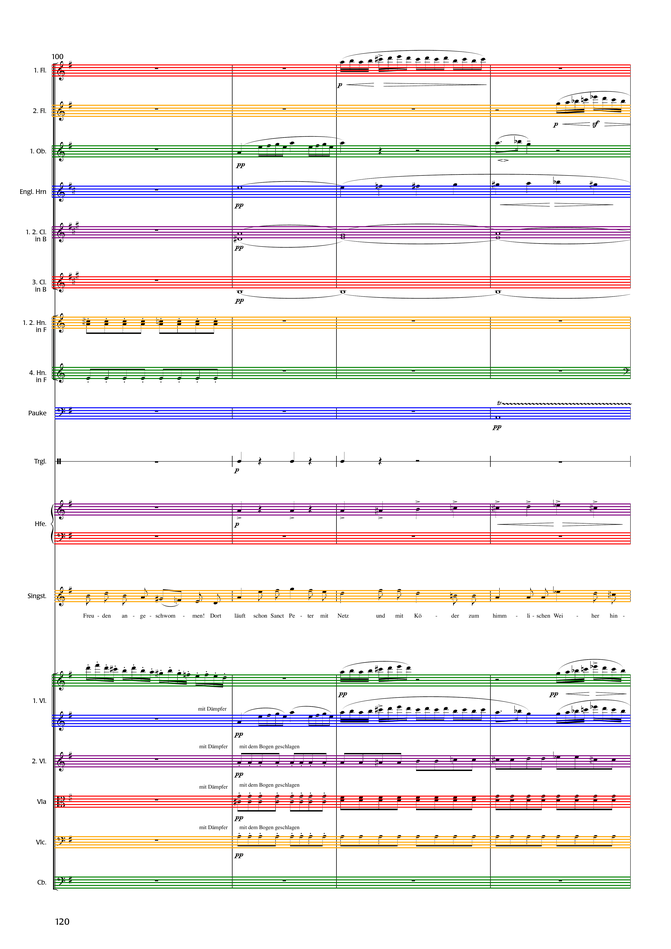 100
1. Fl.
p
2. Fl.
p sf
1. Ob.
pp
Engl. Hrn
pp
1. 2. Cl.
in B
pp
3. Cl.
in B
pp
1. 2. Hn.
in F
4. Hn.
in F
Pauke
tr
pp
Trgl.
p
Hfe.
p
Singst.
Freu - den an - ge - schwom - men! Dort läuft schon Sanct Pe - ter mit Netz und mit Kö - der zum himm - li - schen Wei - her hin -
pp pp
1. Vl.
mit Dämpfer
pp
mit Dämpfer mit dem Bogen geschlagen
2. Vl.
pp
mit Dämpfer mit dem Bogen geschlagen
Vla
pp
mit Dämpfer mit dem Bogen geschlagen
Vlc.
pp
Cb.
120